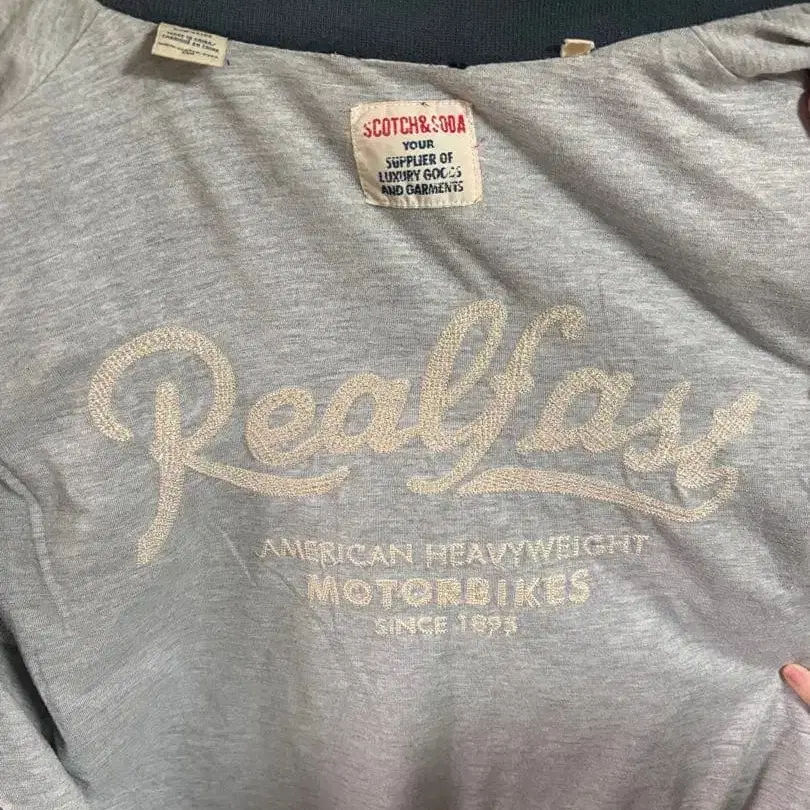 SCOTCH&SODA
YOUR
SUPPLIER OF
LUXURY GOODS
AND GARMENTS
Realfast
AMERICAN HEAVYWEIGHT
MOTORBIKES
SINCE 1895